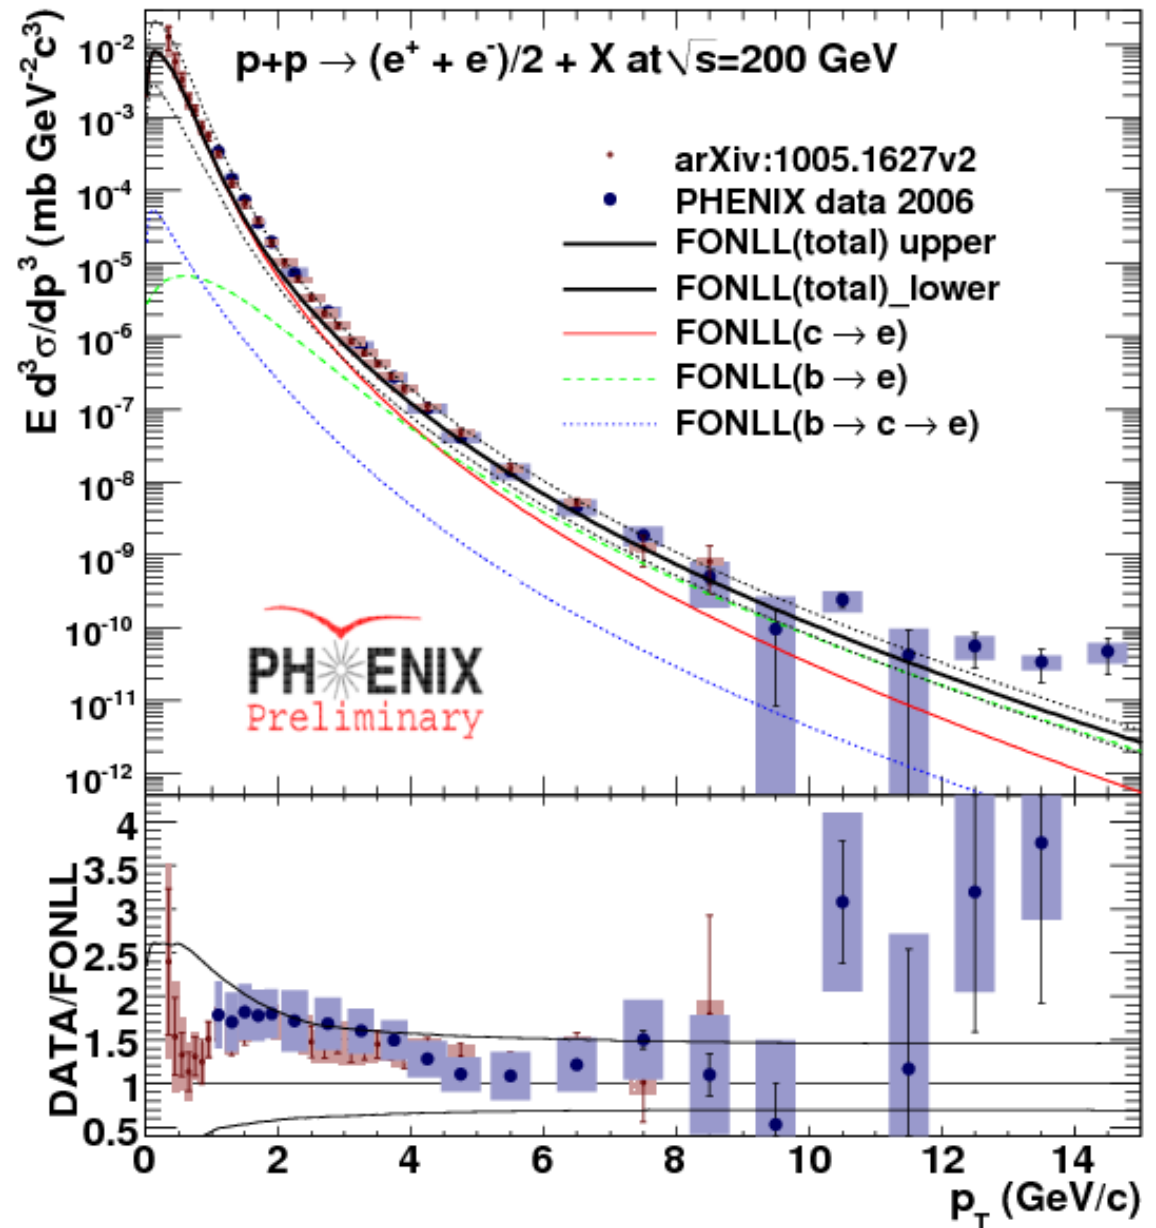 p+p → (e⁺ + e⁻)/2 + X at √s=200 GeV
E d³σ/dp³ (mb GeV⁻²c³)
10⁻²
10⁻³
10⁻⁴
10⁻⁵
10⁻⁶
10⁻⁷
10⁻⁸
10⁻⁹
10⁻¹⁰
10⁻¹¹
10⁻¹²
arXiv:1005.1627v2
PHENIX data 2006
FONLL(total) upper
FONLL(total)_lower
FONLL(c → e)
FONLL(b → e)
FONLL(b → c → e)
PHENIX
Preliminary
DATA/FONLL
4
3.5
3
2.5
2
1.5
1
0.5
0 2 4 6 8 10 12 14
p_T (GeV/c)